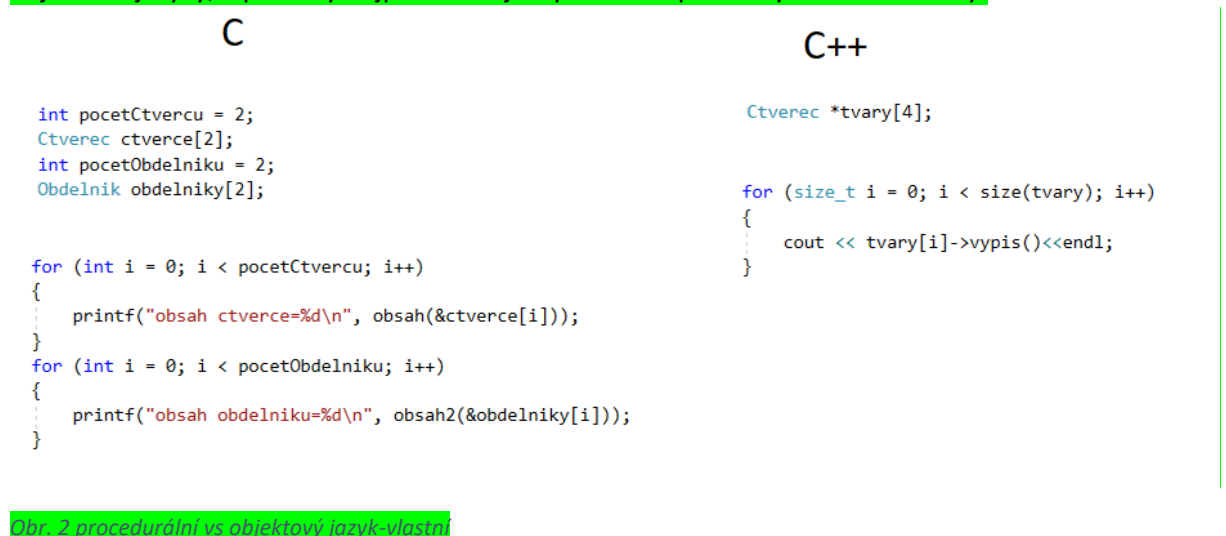 C
int pocetCtvercu = 2;
Ctverec ctverce[2];
int pocetObdelniku = 2;
Obdelnik obdelniky[2];
for (int i = 0; i < pocetCtvercu; i++)
{
printf("obsah ctverce=%d\n", obsah(&ctverce[i]));
}
for (int i = 0; i < pocetObdelniku; i++)
{
printf("obsah obdelniku=%d\n", obsah2(&obdelniky[i]));
}
C++
Ctverec *tvary[4];
for (size_t i = 0; i < size(tvary); i++)
{
cout << tvary[i]->vypis()<<endl;
}
Obr. 2 procedurální vs objektový jazyk-vlastní